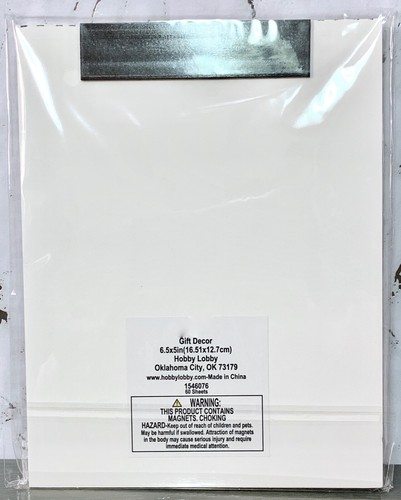 Gift Decor
6.5x5in(16.51x12.7cm)
Hobby Lobby
Oklahoma City, OK 73179
www.hobbylobby.com-Made in China
1546076
60 Sheets
WARNING:
THIS PRODUCT CONTAINS
MAGNETS. CHOKING
HAZARD-Keep out of reach of children and pets.
May be harmful if swallowed. Attraction of magnets
in the body may cause serious injury and require
immediate medical attention.